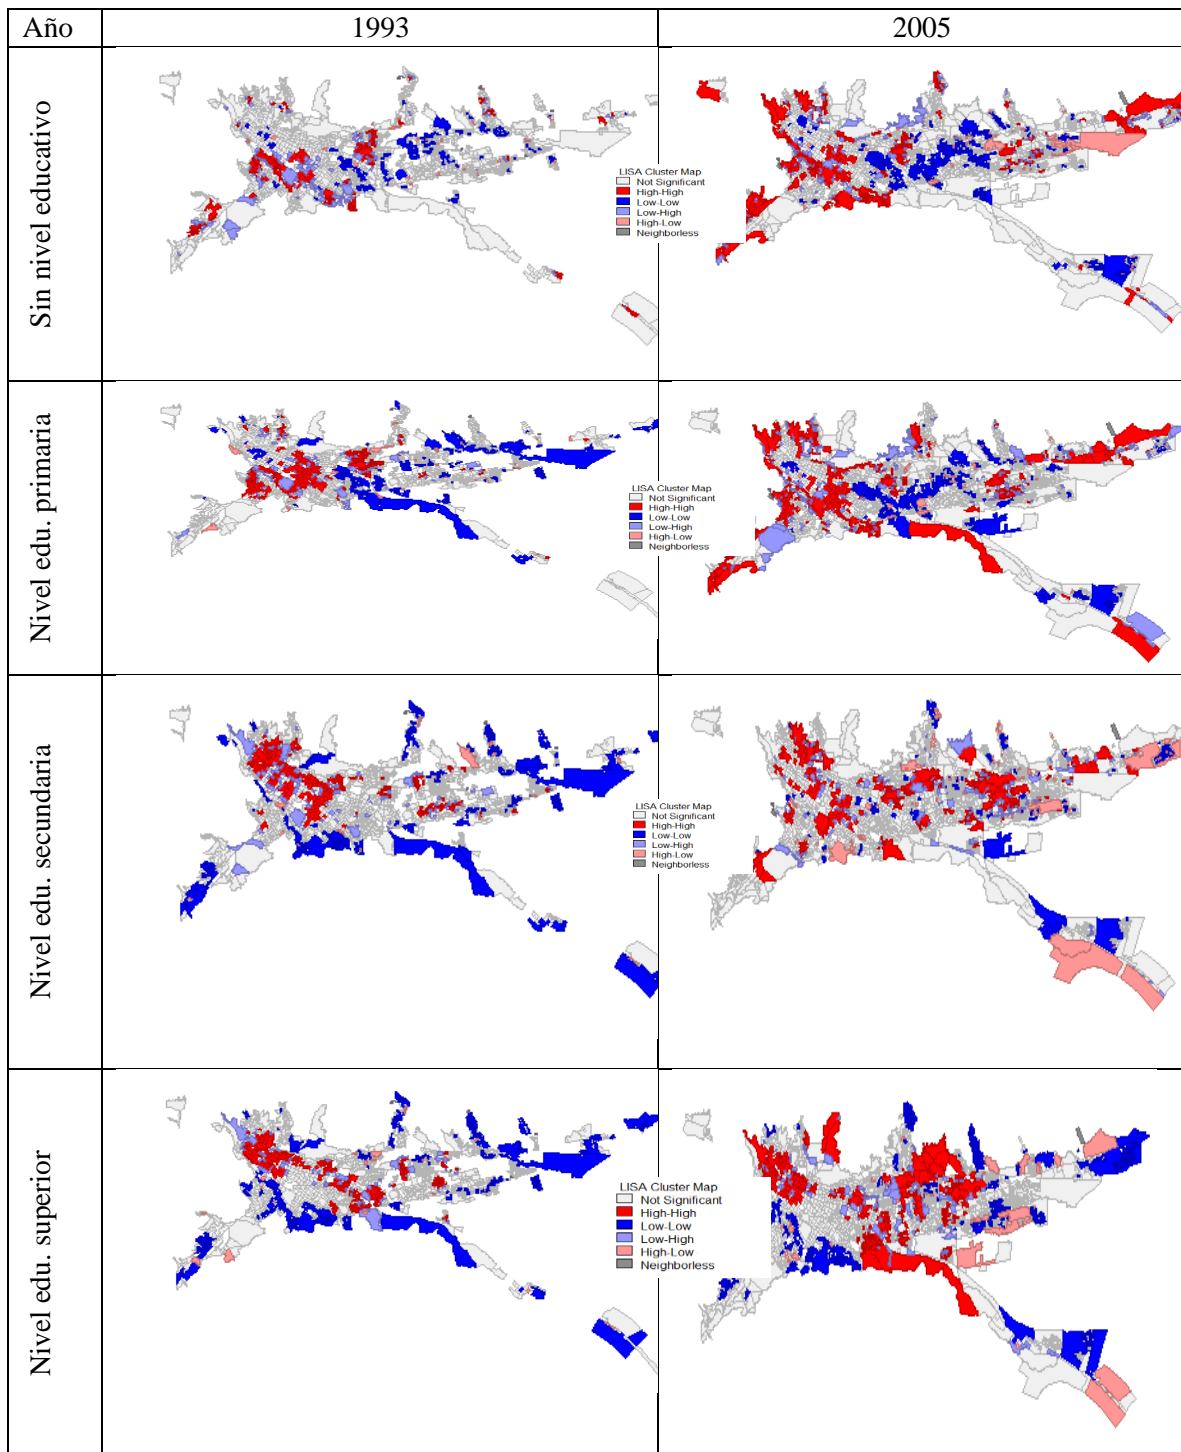 Año 1993 2005
Sin nivel educativo
LISA Cluster Map
Not Significant
High-High
Low-Low
Low-High
High-Low
Neighborless
Nivel edu. primaria
LISA Cluster Map
Not Significant
High-High
Low-Low
Low-High
High-Low
Neighborless
Nivel edu. secundaria
LISA Cluster Map
Not Significant
High-High
Low-Low
Low-High
High-Low
Neighborless
Nivel edu. superior
LISA Cluster Map
Not Significant
High-High
Low-Low
Low-High
High-Low
Neighborless